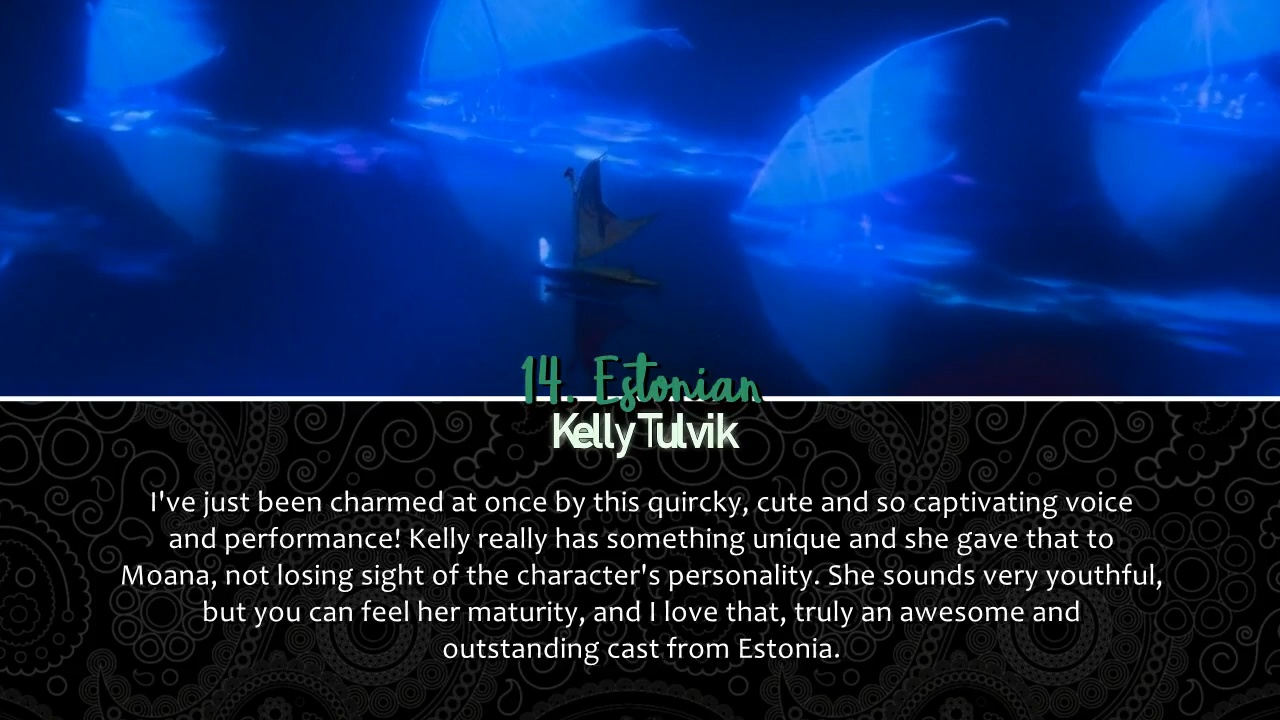 14. Estonian
Kelly Tulvik
I've just been charmed at once by this quircky, cute and so captivating voice
and performance! Kelly really has something unique and she gave that to
Moana, not losing sight of the character's personality. She sounds very youthful,
but you can feel her maturity, and I love that, truly an awesome and
outstanding cast from Estonia.